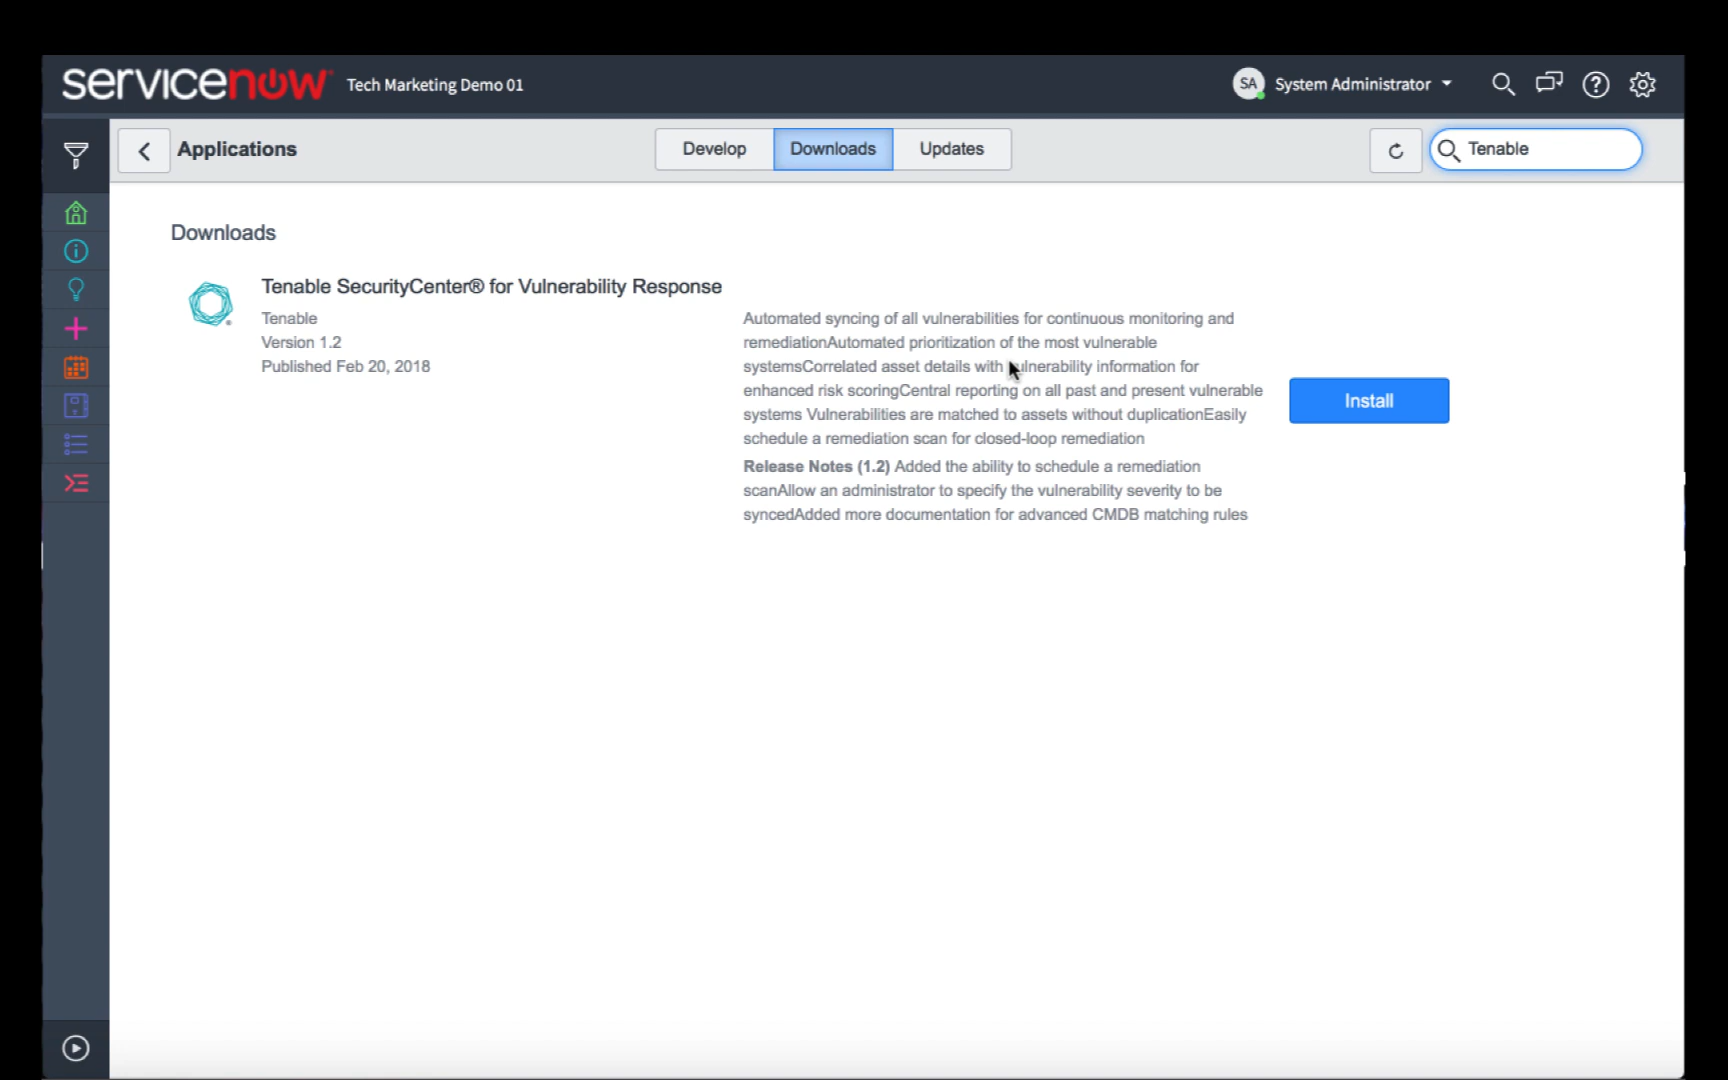 servicenow Tech Marketing Demo 01
SA System Administrator
Applications
Develop Downloads Updates
Tenable
Downloads
Tenable SecurityCenter® for Vulnerability Response
Tenable
Version 1.2
Published Feb 20, 2018
Automated syncing of all vulnerabilities for continuous monitoring and
remediationAutomated prioritization of the most vulnerable
systemsCorrelated asset details with vulnerability information for
enhanced risk scoringCentral reporting on all past and present vulnerable
systems Vulnerabilities are matched to assets without duplicationEasily
schedule a remediation scan for closed-loop remediation
Release Notes (1.2) Added the ability to schedule a remediation
scanAllow an administrator to specify the vulnerability severity to be
syncedAdded more documentation for advanced CMDB matching rules
Install